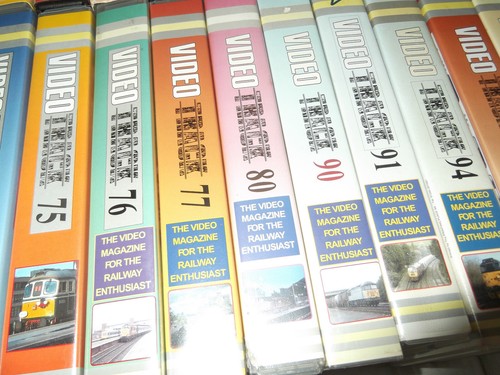 VIDEO TRACK 75
VIDEO TRACK 76
THE VIDEO
MAGAZINE
FOR THE
RAILWAY
ENTHUSIAST
VIDEO TRACK 77
THE VIDEO
MAGAZINE
FOR THE
RAILWAY
ENTHUSIAST
VIDEO TRACK 80
THE VIDEO
MAGAZINE
FOR THE
RAILWAY
ENTHUSIAST
VIDEO TRACK 90
THE VIDEO
MAGAZINE
FOR THE
RAILWAY
ENTHUSIAST
VIDEO TRACK 91
THE VIDEO
MAGAZINE
FOR THE
RAILWAY
ENTHUSIAST
VIDEO TRACK 94
THE VIDEO
MAGAZINE
FOR THE
RAILWAY
ENTHUSIAST
VIDEO